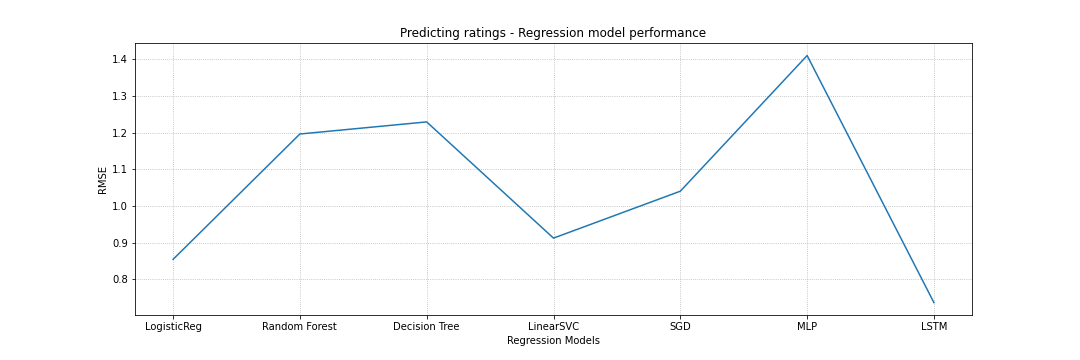 Predicting ratings - Regression model performance
1.4
1.3
1.2
1.1
1.0
0.9
0.8
RMSE
LogisticReg Random Forest Decision Tree LinearSVC SGD MLP LSTM
Regression Models